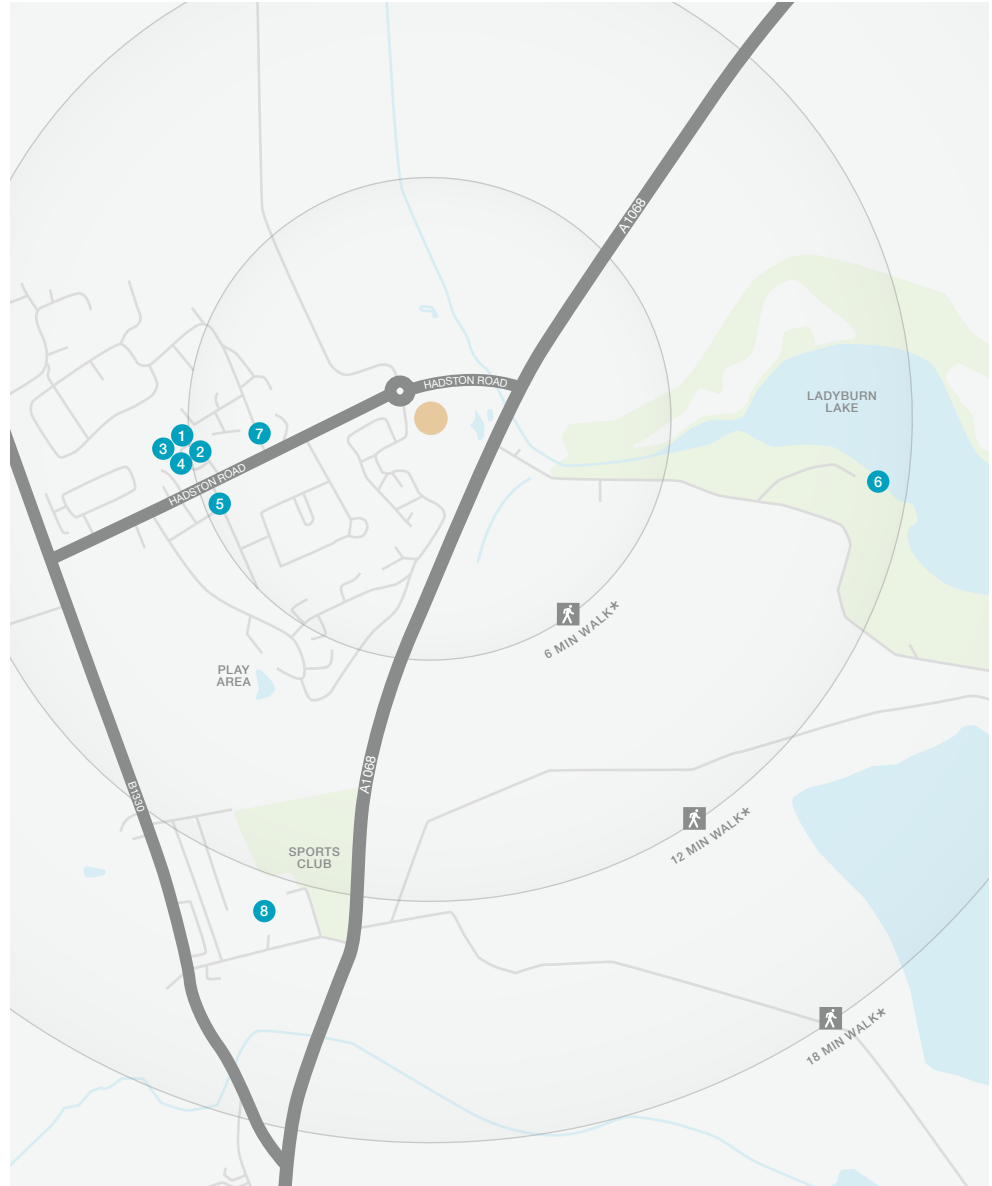 A1068
HADSTON ROAD
LADYBURN
LAKE
1
3
2
7
4
HADSTON ROAD
6
5
6 MIN WALK*
PLAY
AREA
A1068
B1330
12 MIN WALK*
SPORTS
CLUB
8
18 MIN WALK*